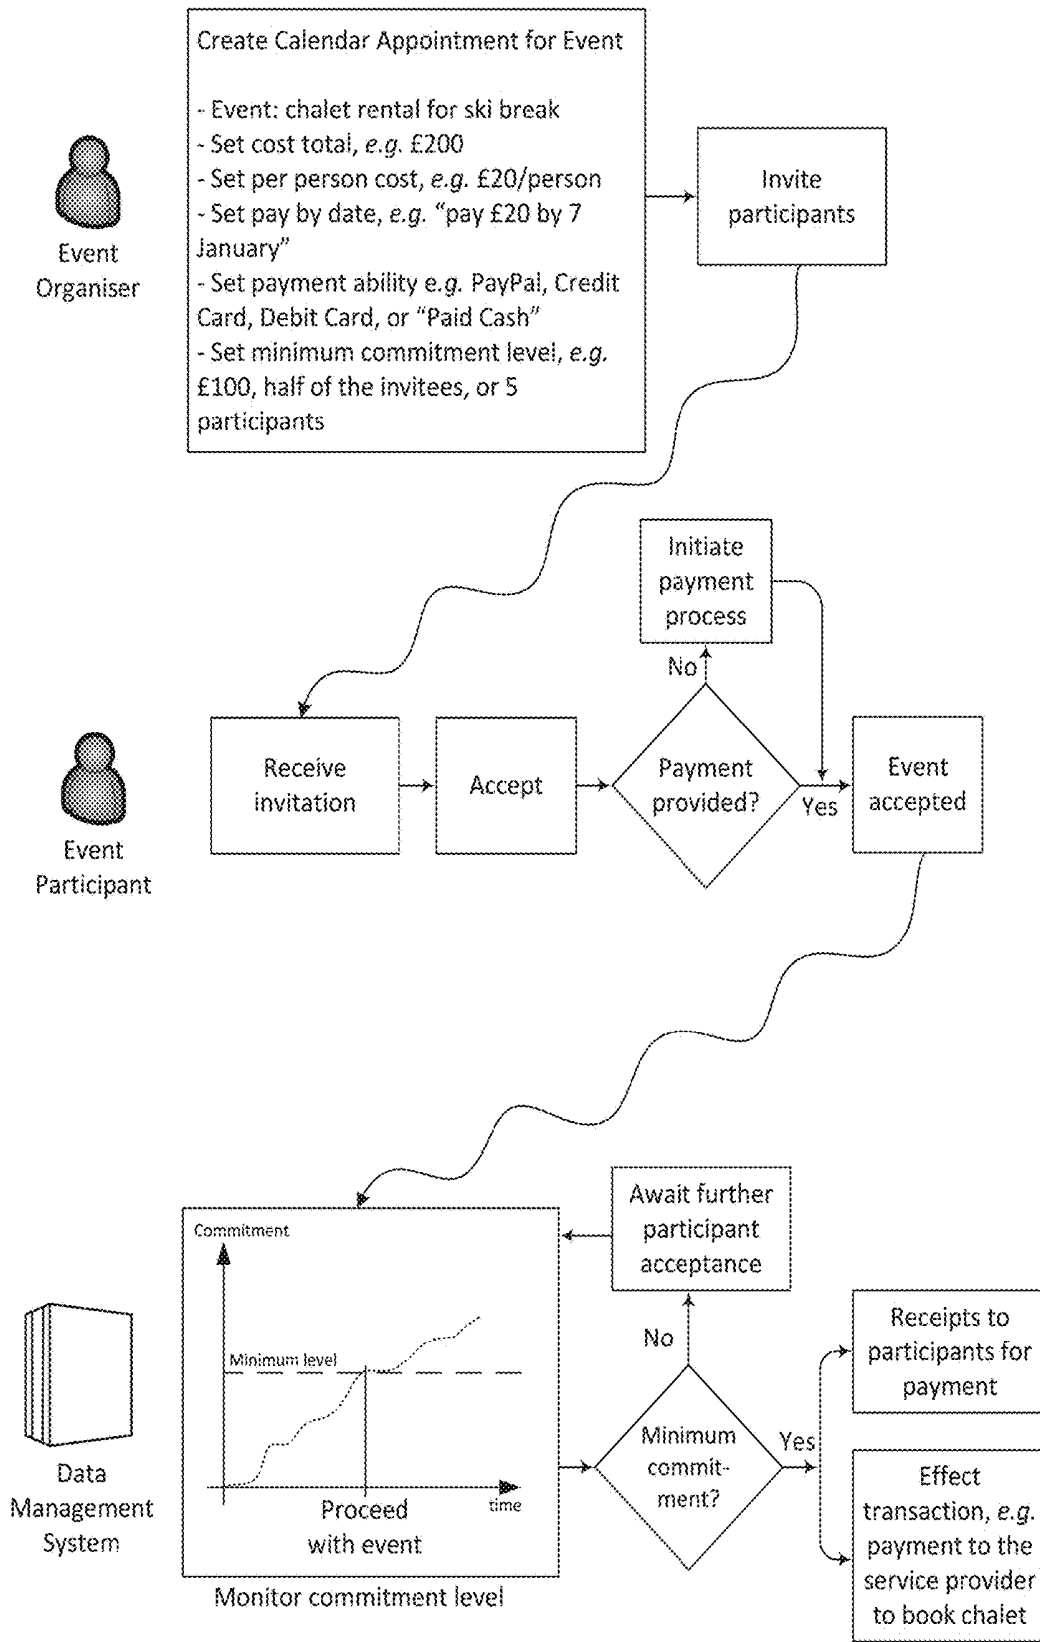 Create Calendar Appointment for Event
- Event: chalet rental for ski break
- Set cost total, e.g. £200
- Set per person cost, e.g. £20/person
- Set pay by date, e.g. “pay £20 by 7
January”
- Set payment ability e.g. PayPal, Credit
Card, Debit Card, or “Paid Cash”
- Set minimum commitment level, e.g.
£100, half of the invitees, or 5
participants
Event
Organiser
Invite
participants
Initiate
payment
process
No
Receive
invitation
Accept
Payment
provided?
Yes
Event
accepted
Event
Participant
Await further
participant
acceptance
Commitment
Minimum level
time
Proceed
with event
Monitor commitment level
Data
Management
System
No
Minimum
commit-
ment?
Yes
Receipts to
participants for
payment
Effect
transaction, e.g.
payment to the
service provider
to book chalet